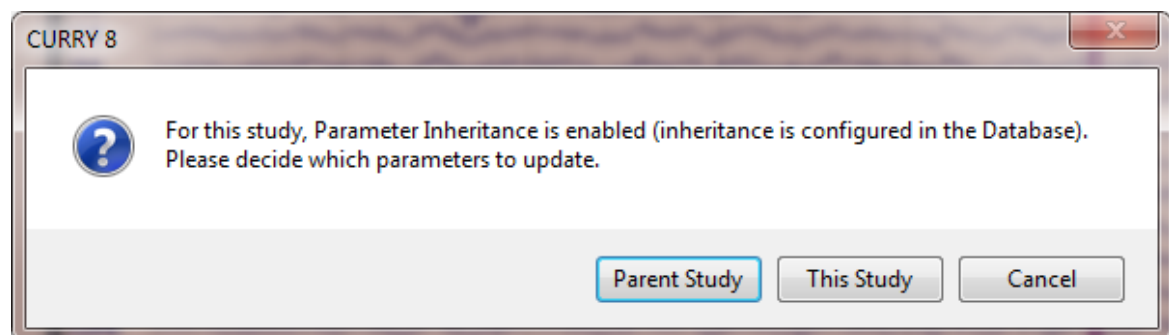 CURRY 8
For this study, Parameter Inheritance is enabled (inheritance is configured in the Database).
Please decide which parameters to update.
Parent Study
This Study
Cancel